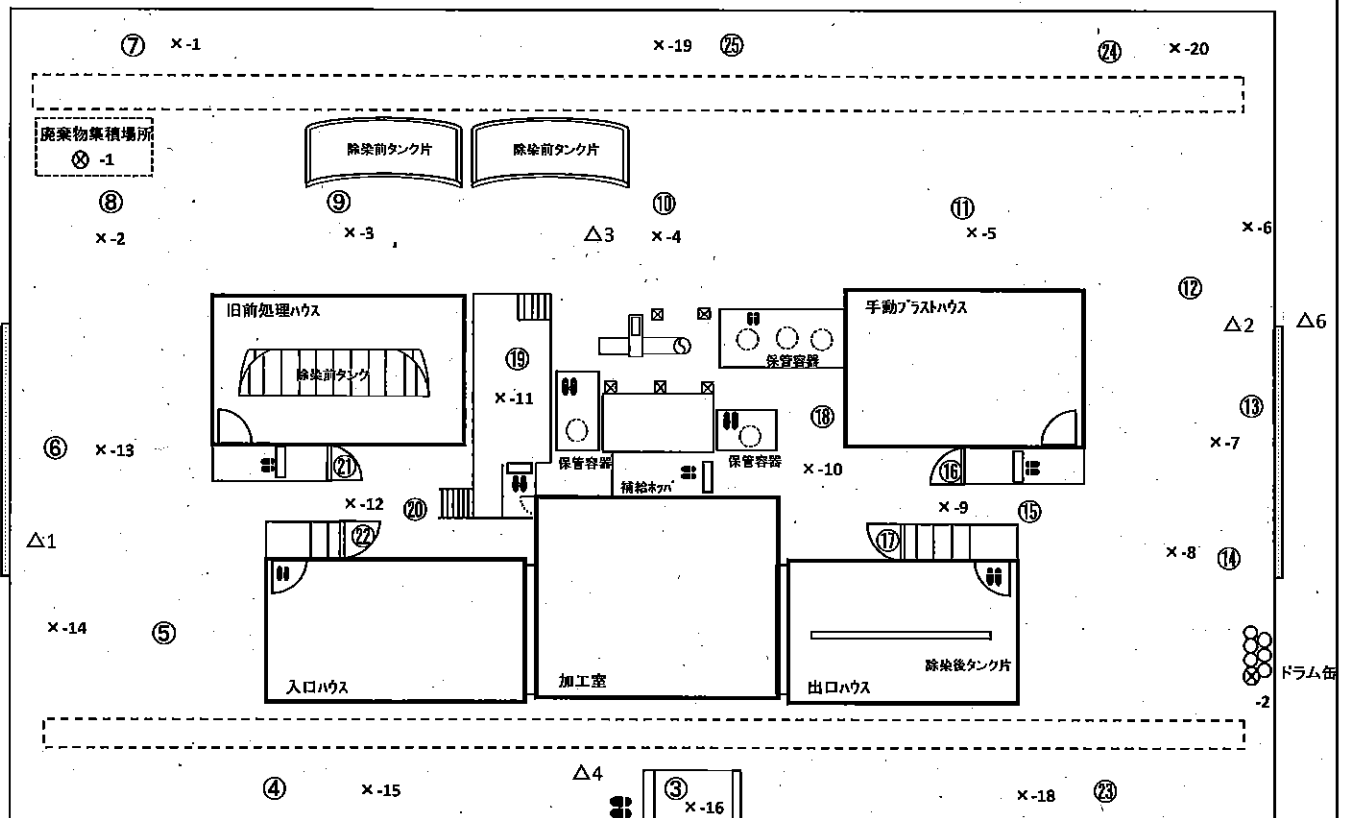 ⑦ ×-1 ×-19 ㉕ ㉔ ×-20
廃棄物集積場所
⊗ -1
除染前タンク片 除染前タンク片
⑧ ⑨ ⑩ ⑪
×-2 ×-3 △3 ×-4 ×-5 ×-6
⑫
旧前処理ハウス 手動ブラストハウス
△2 △6
⑲ 保管容器
除染前タンク
×-11 ⑱ ⑬
⑥ ×-13 ×-7
㉑ 保管容器 保管容器 ×-10 ⑯
補給ホッパ
×-12 ⑳ ×-9 ⑮
△1 ㉒ ⑰ ×-8 ⑭
×-14 ⑤
除染後タンク片 ドラム缶
入口ハウス 加工室 出口ハウス
-2
④ ×-15 △4 ③ ×-16 ×-18 ㉓